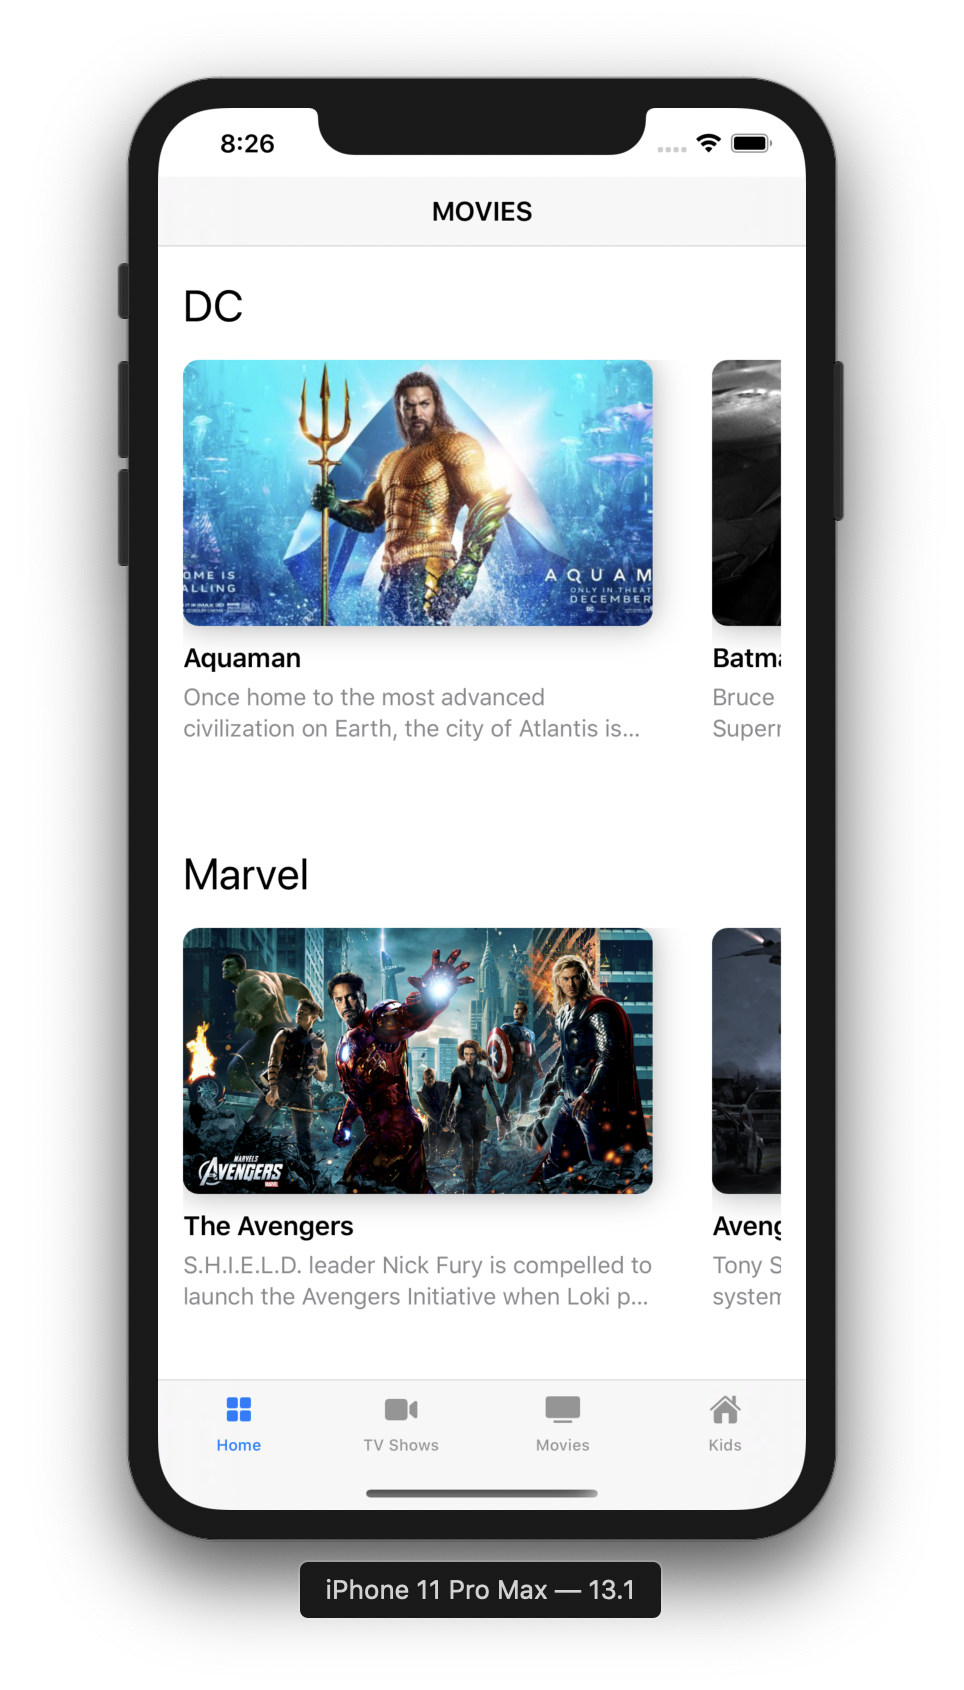 8:26
MOVIES
DC
OME IS
ALLING
AQUAM
ONLY IN THEAT
DECEMBER
Aquaman
Once home to the most advanced
civilization on Earth, the city of Atlantis is...
Batma
Bruce
Superr
Marvel
MARVEL'S
AVENGERS
The Avengers
S.H.I.E.L.D. leader Nick Fury is compelled to
launch the Avengers Initiative when Loki p...
Aveng
Tony S
system
Home
TV Shows
Movies
Kids
iPhone 11 Pro Max — 13.1